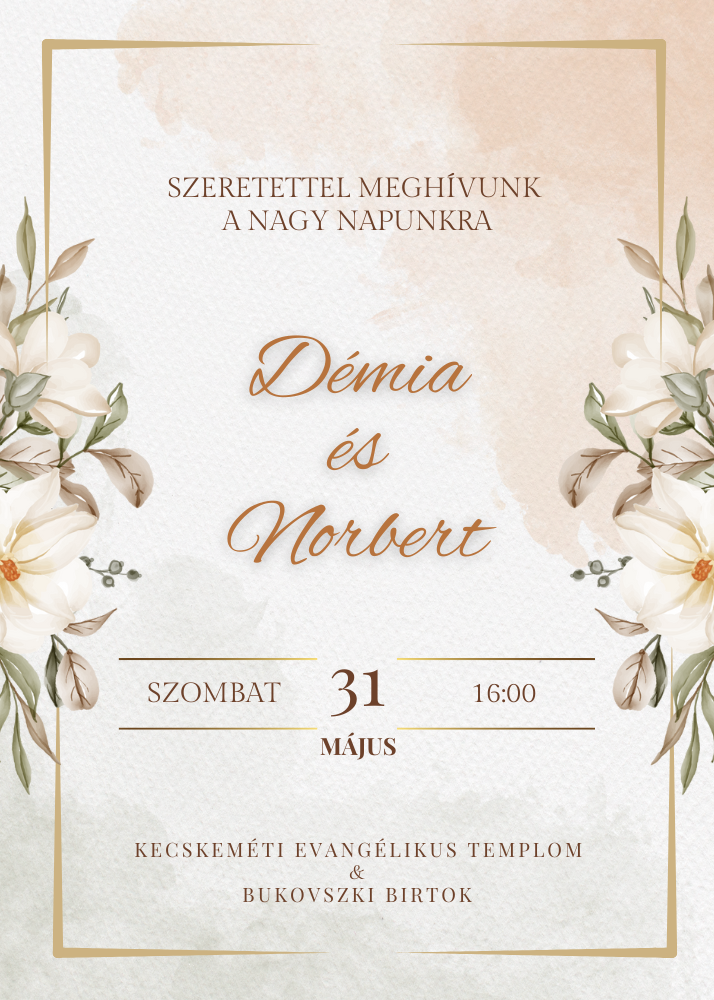 SZERETETTEL MEGHÍVUNK
A NAGY NAPUNKRA
Démia
és
Norbert
SZOMBAT 31 16:00
MÁJUS
KECSKEMÉTI EVANGÉLIKUS TEMPLOM
&
BUKOVSZKI BIRTOK